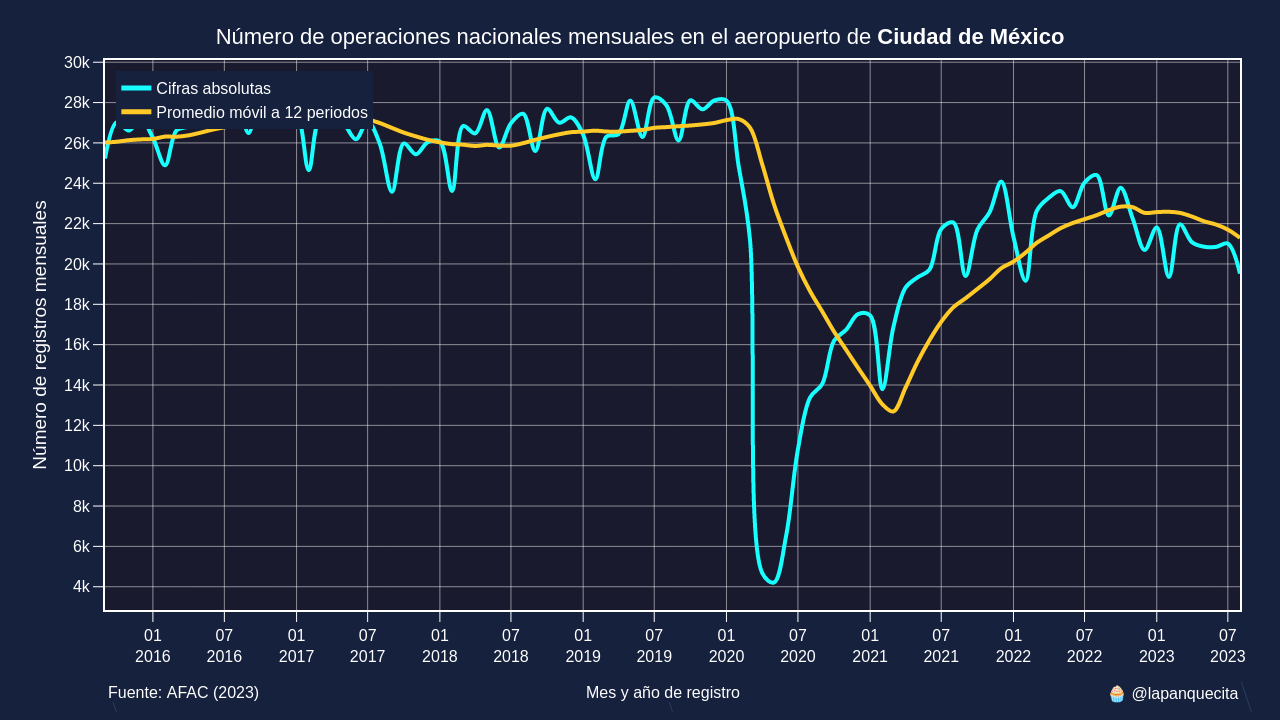 Número de operaciones nacionales mensuales en el aeropuerto de Ciudad de México
Cifras absolutas
Promedio móvil a 12 periodos
Número de registros mensuales
30k
28k
26k
24k
22k
20k
18k
16k
14k
12k
10k
8k
6k
4k
01 07 01 07 01 07 01 07 01 07 01 07 01 07 01 07
2016 2016 2017 2017 2018 2018 2019 2019 2020 2020 2021 2021 2022 2022 2023 2023
Fuente: AFAC (2023) Mes y año de registro 🧁 @lapanquecita